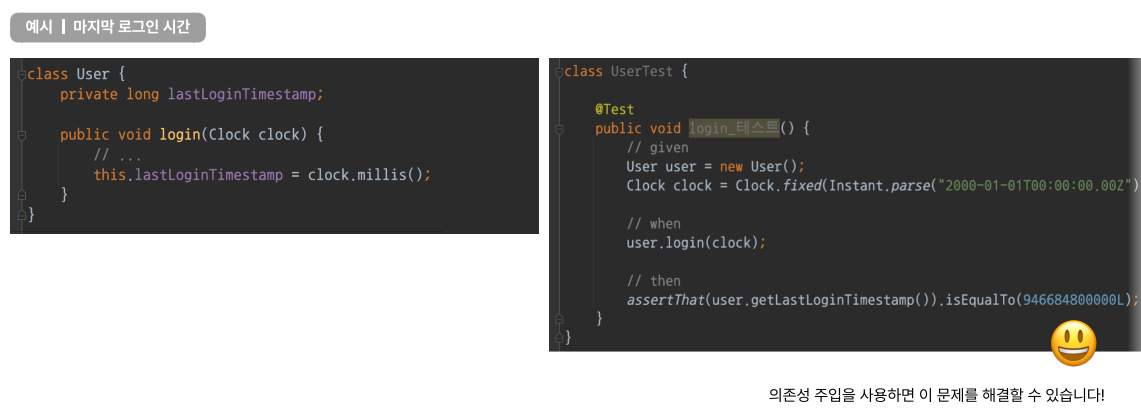 예시 | 마지막 로그인 시간
class User {
private long lastLoginTimestamp;
public void login(Clock clock) {
// ...
this.lastLoginTimestamp = clock.millis();
}
}
class UserTest {
@Test
public void login_테스트() {
// given
User user = new User();
Clock clock = Clock.fixed(Instant.parse("2000-01-01T00:00:00.00Z")
// when
user.login(clock);
// then
assertThat(user.getLastLoginTimestamp()).isEqualTo(946684800000L);
}
}
의존성 주입을 사용하면 이 문제를 해결할 수 있습니다!